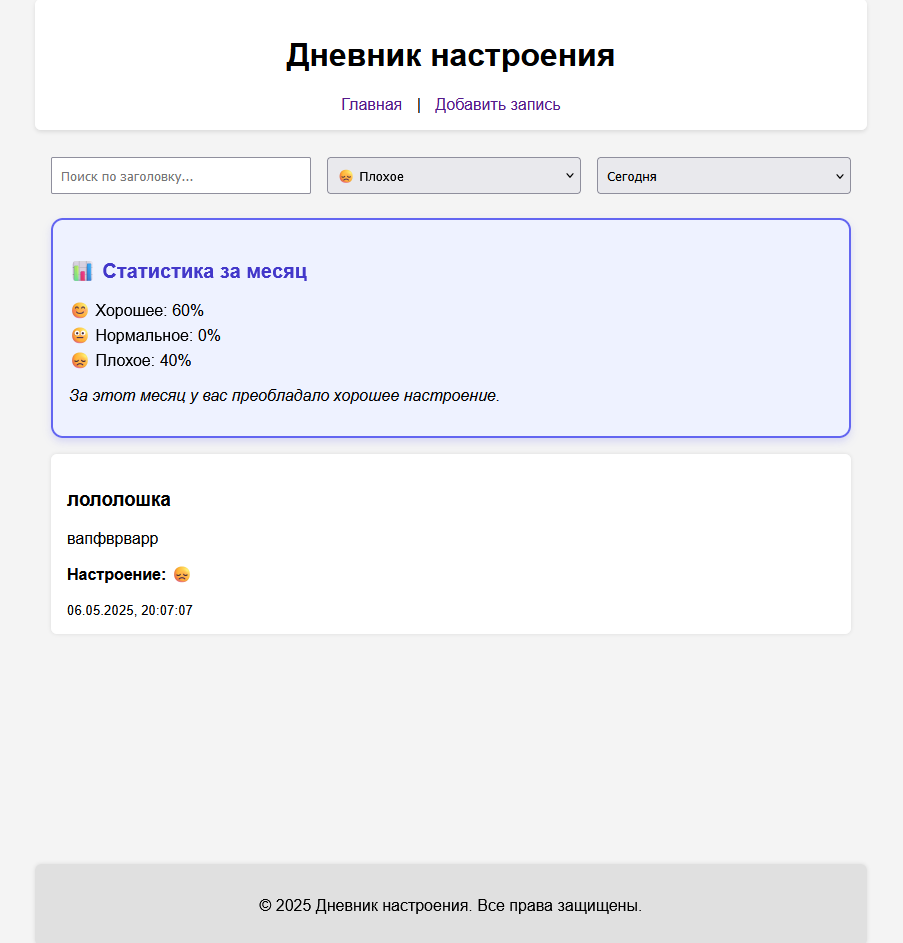 Дневник настроения
Главная | Добавить запись
Поиск по заголовку...
😞 Плохое
Сегодня
📊 Статистика за месяц
😊 Хорошее: 60%
😐 Нормальное: 0%
😞 Плохое: 40%
За этот месяц у вас преобладало хорошее настроение.
лололошка
вапфврварр
Настроение: 😞
06.05.2025, 20:07:07
© 2025 Дневник настроения. Все права защищены.